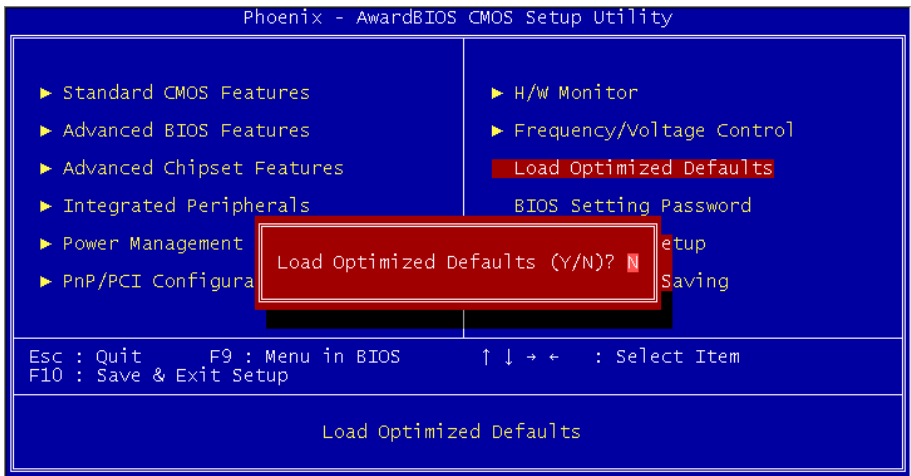 Phoenix - AwardBIOS CMOS Setup Utility
► Standard CMOS Features
► Advanced BIOS Features
► Advanced Chipset Features
► Integrated Peripherals
► Power Management
► PnP/PCI Configura
► H/W Monitor
► Frequency/Voltage Control
Load Optimized Defaults
BIOS Setting Password
etup
Saving
Load Optimized Defaults (Y/N)? N
Esc : Quit F9 : Menu in BIOS ↑ ↓ → ← : Select Item
F10 : Save & Exit Setup
Load Optimized Defaults